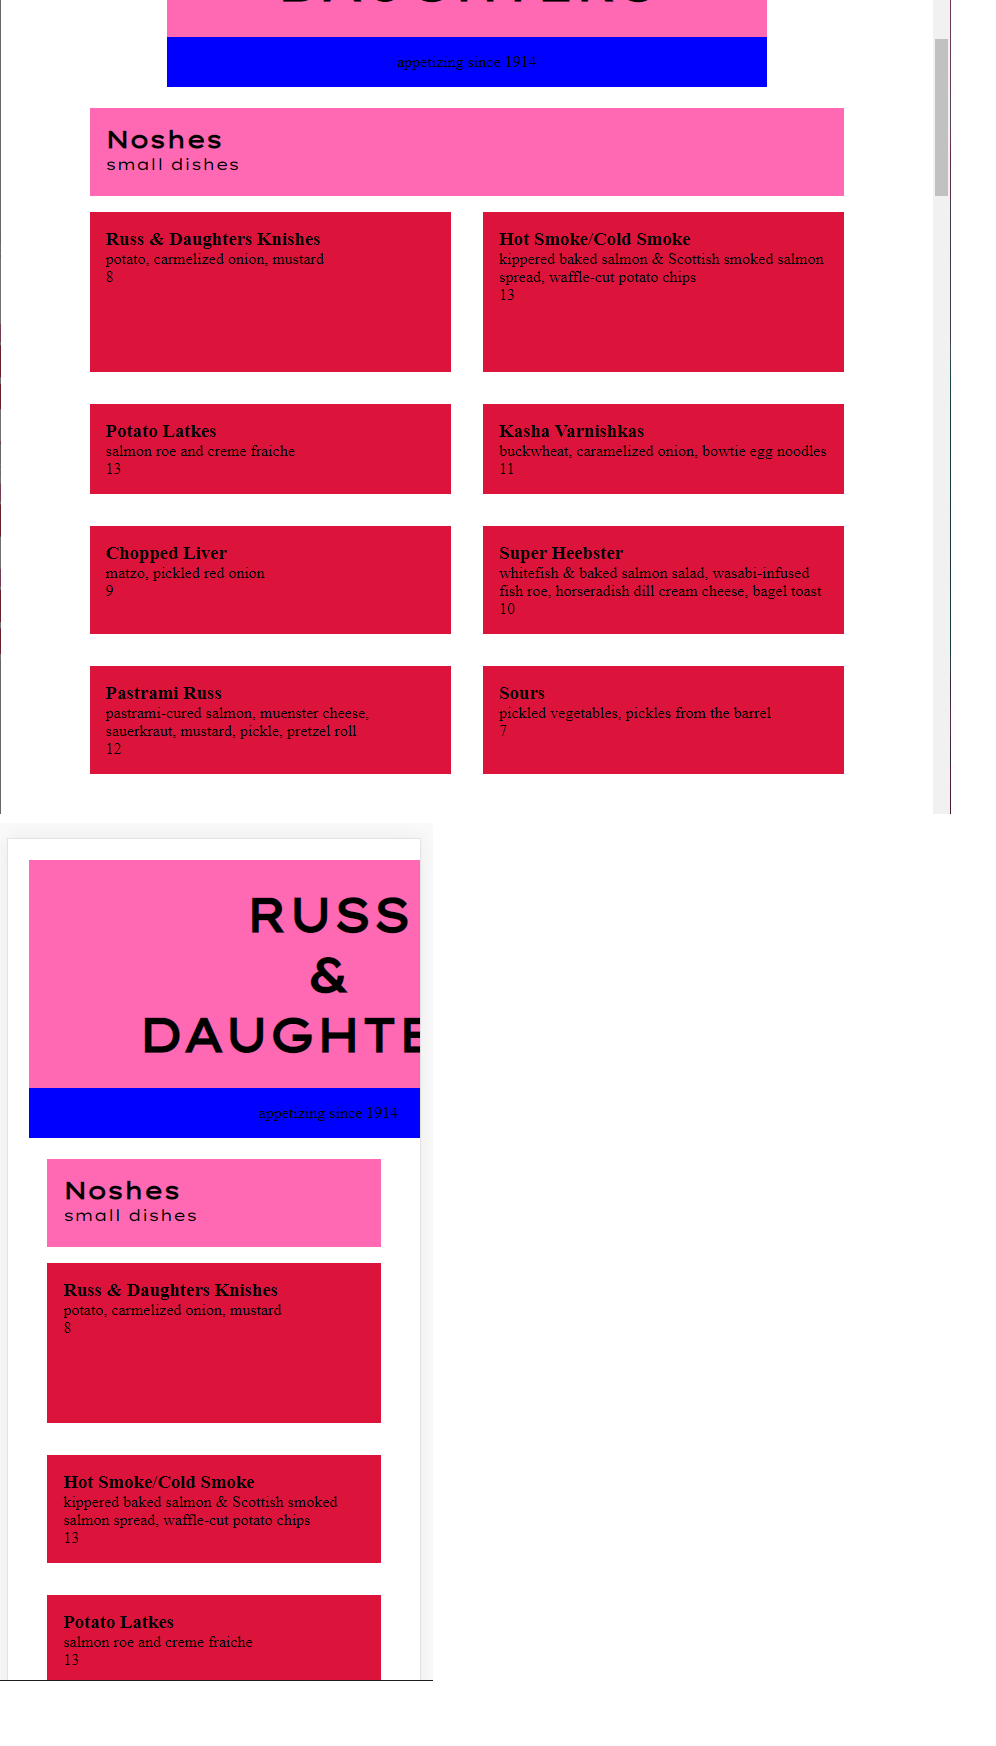 DAUGHTERS
appetizing since 1914
Noshes
small dishes
Russ & Daughters Knishes
potato, carmelized onion, mustard
8
Hot Smoke/Cold Smoke
kippered baked salmon & Scottish smoked salmon
spread, waffle-cut potato chips
13
Potato Latkes
salmon roe and creme fraiche
13
Kasha Varnishkas
buckwheat, caramelized onion, bowtie egg noodles
11
Chopped Liver
matzo, pickled red onion
9
Super Heebster
whitefish & baked salmon salad, wasabi-infused
fish roe, horseradish dill cream cheese, bagel toast
10
Pastrami Russ
pastrami-cured salmon, muenster cheese,
sauerkraut, mustard, pickle, pretzel roll
12
Sours
pickled vegetables, pickles from the barrel
7
RUSS
&
DAUGHTE
appetizing since 1914
Noshes
small dishes
Russ & Daughters Knishes
potato, carmelized onion, mustard
8
Hot Smoke/Cold Smoke
kippered baked salmon & Scottish smoked
salmon spread, waffle-cut potato chips
13
Potato Latkes
salmon roe and creme fraiche
13